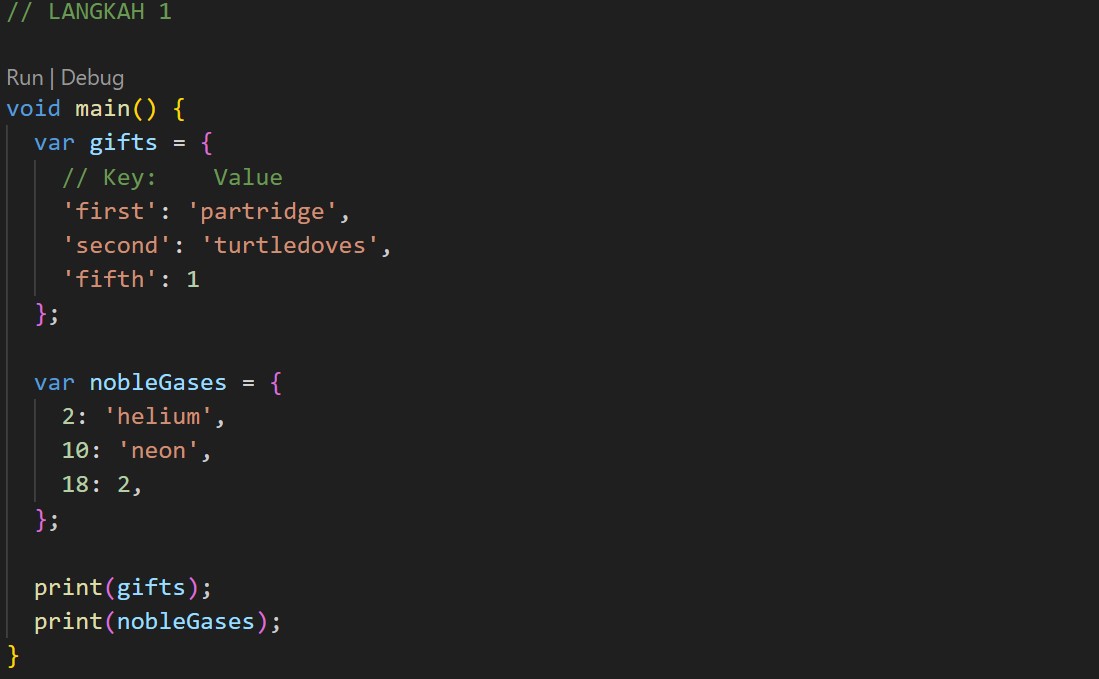 // LANGKAH 1
Run | Debug
void main() {
  var gifts = {
    // Key:    Value
    'first': 'partridge',
    'second': 'turtledoves',
    'fifth': 1
  };
  var nobleGases = {
    2: 'helium',
    10: 'neon',
    18: 2,
  };
  print(gifts);
  print(nobleGases);
}